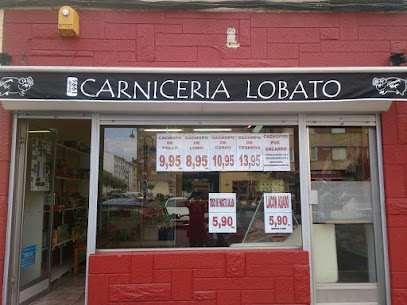 CARNICERIA LOBATO
CACHOPO
DE
POLLO
9,95
CACHOPO
DE
LOMO
8,95
CACHOPO
DE
CERDO
10,95
CACHOPO
DE
TERNERA
13,95
CACHOPO
POR
ENCARGO
5,90
LACON ASADO
5,90